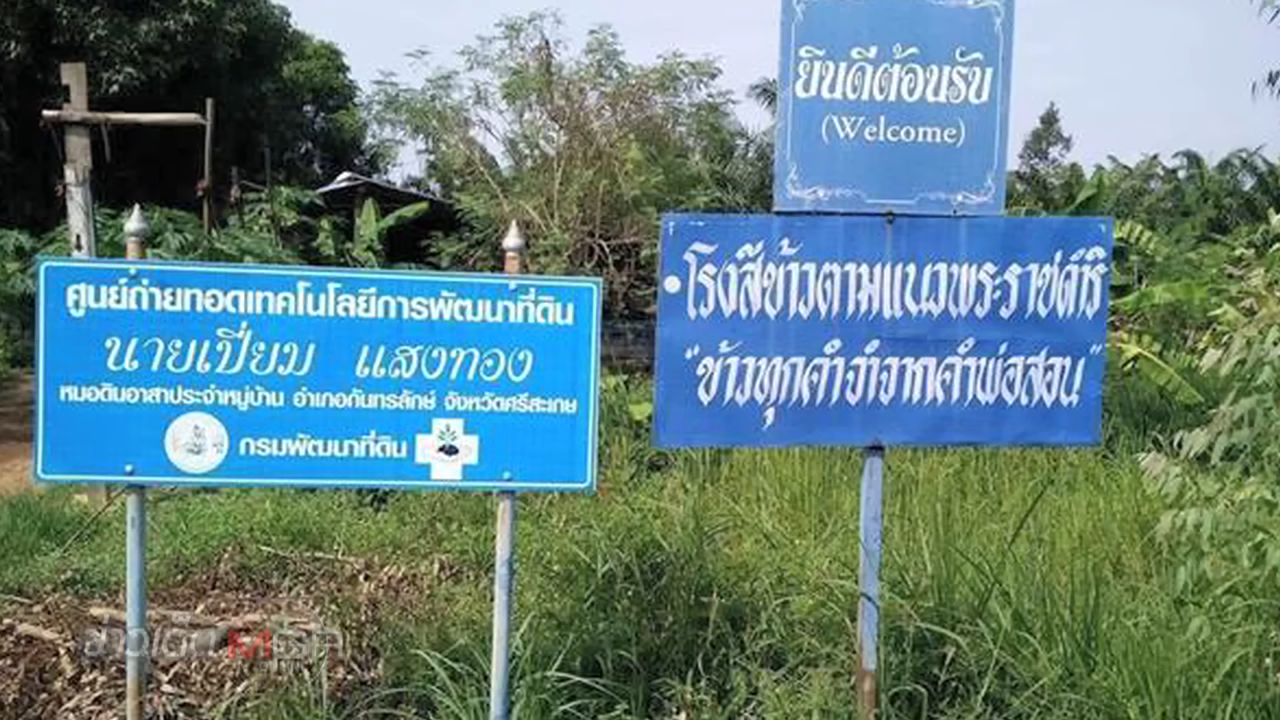 ศูนย์ถ่ายทอดเทคโนโลยีการพัฒนาที่ดิน
นายเปี่ยม แสงทอง
หมอดินอาสาประจำหมู่บ้าน อำเภอกันทรลักษ์ จังหวัดศรีสะเกษ
กรมพัฒนาที่ดิน
ยินดีต้อนรับ
(Welcome)
•โรงสีข้าวตามแนวพระราชดำริ
"ข้าวทุกคำจำจากคำพ่อสอน"